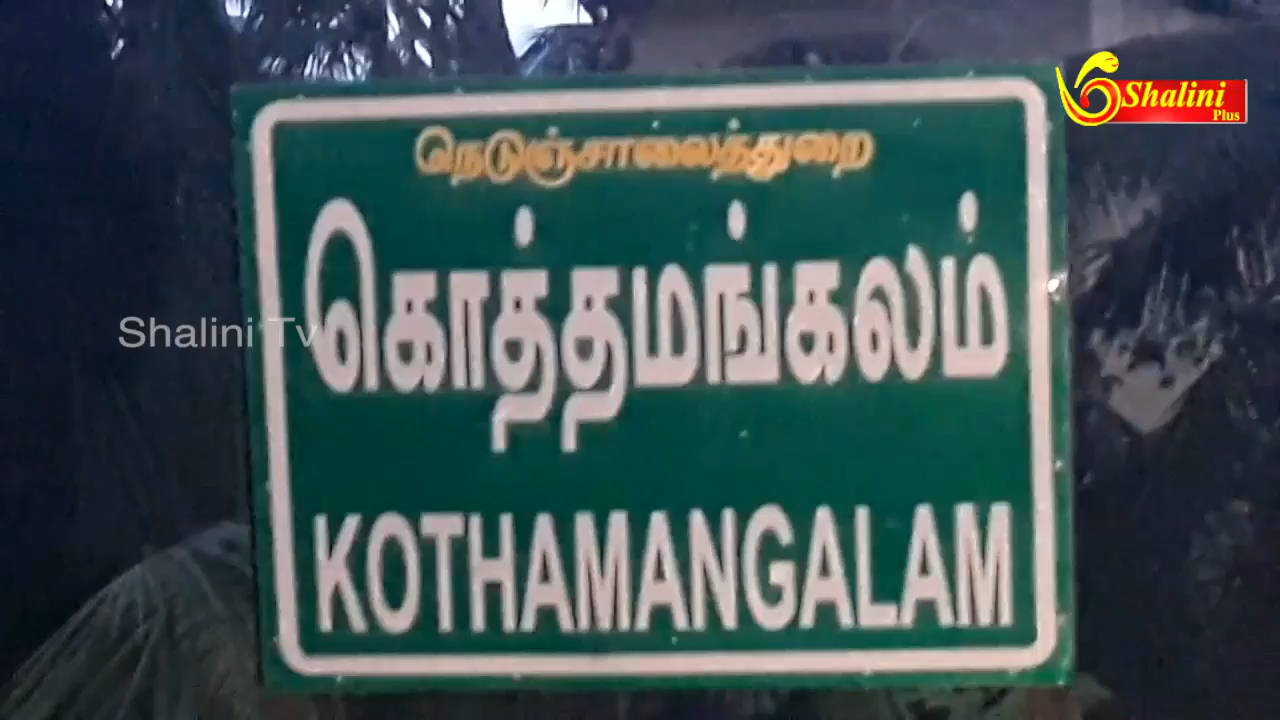 Shalini
Plus
நெடுஞ்சாலைத்துறை
கொத்தமங்கலம்
Shalini Tv
KOTHAMANGALAM